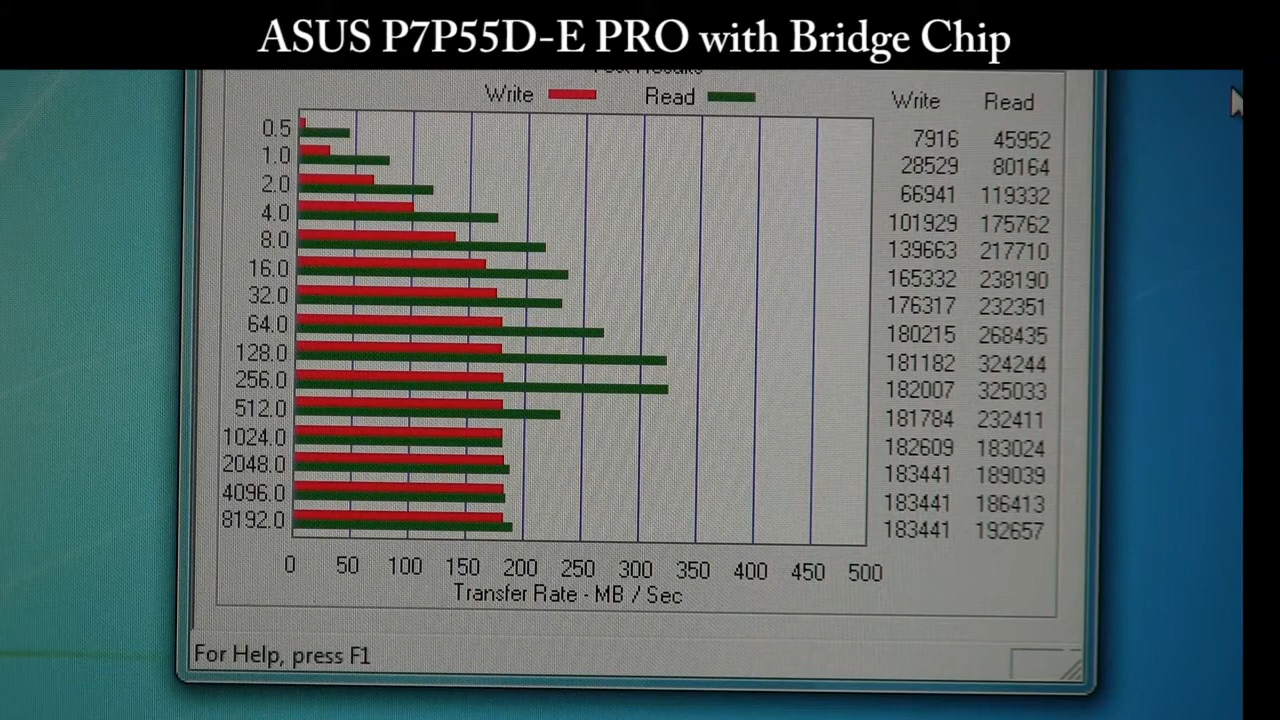 ASUS P7P55D-E PRO with Bridge Chip
Test Results
Write Read Write Read
0.5 7916 45952
1.0 28529 80164
2.0 66941 119332
4.0 101929 175762
8.0 139663 217710
16.0 165332 238190
32.0 176317 232351
64.0 180215 268435
128.0 181182 324244
256.0 182007 325033
512.0 181784 232411
1024.0 182609 183024
2048.0 183441 189039
4096.0 183441 186413
8192.0 183441 192657
0 50 100 150 200 250 300 350 400 450 500
Transfer Rate - MB / Sec
For Help, press F1